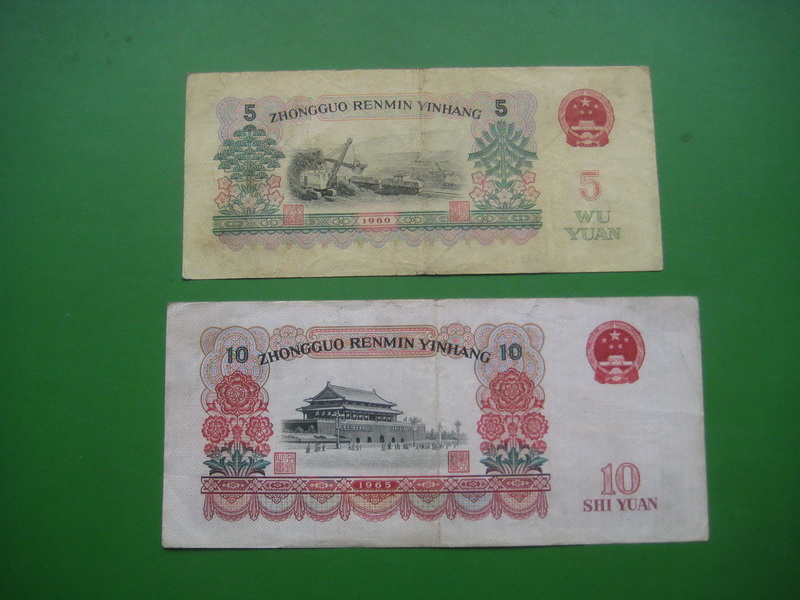 5 ZHONGGUO RENMIN YINHANG 5
5
WU
YUAN
1960
10 ZHONGGUO RENMIN YINHANG 10
10
SHI YUAN
1965